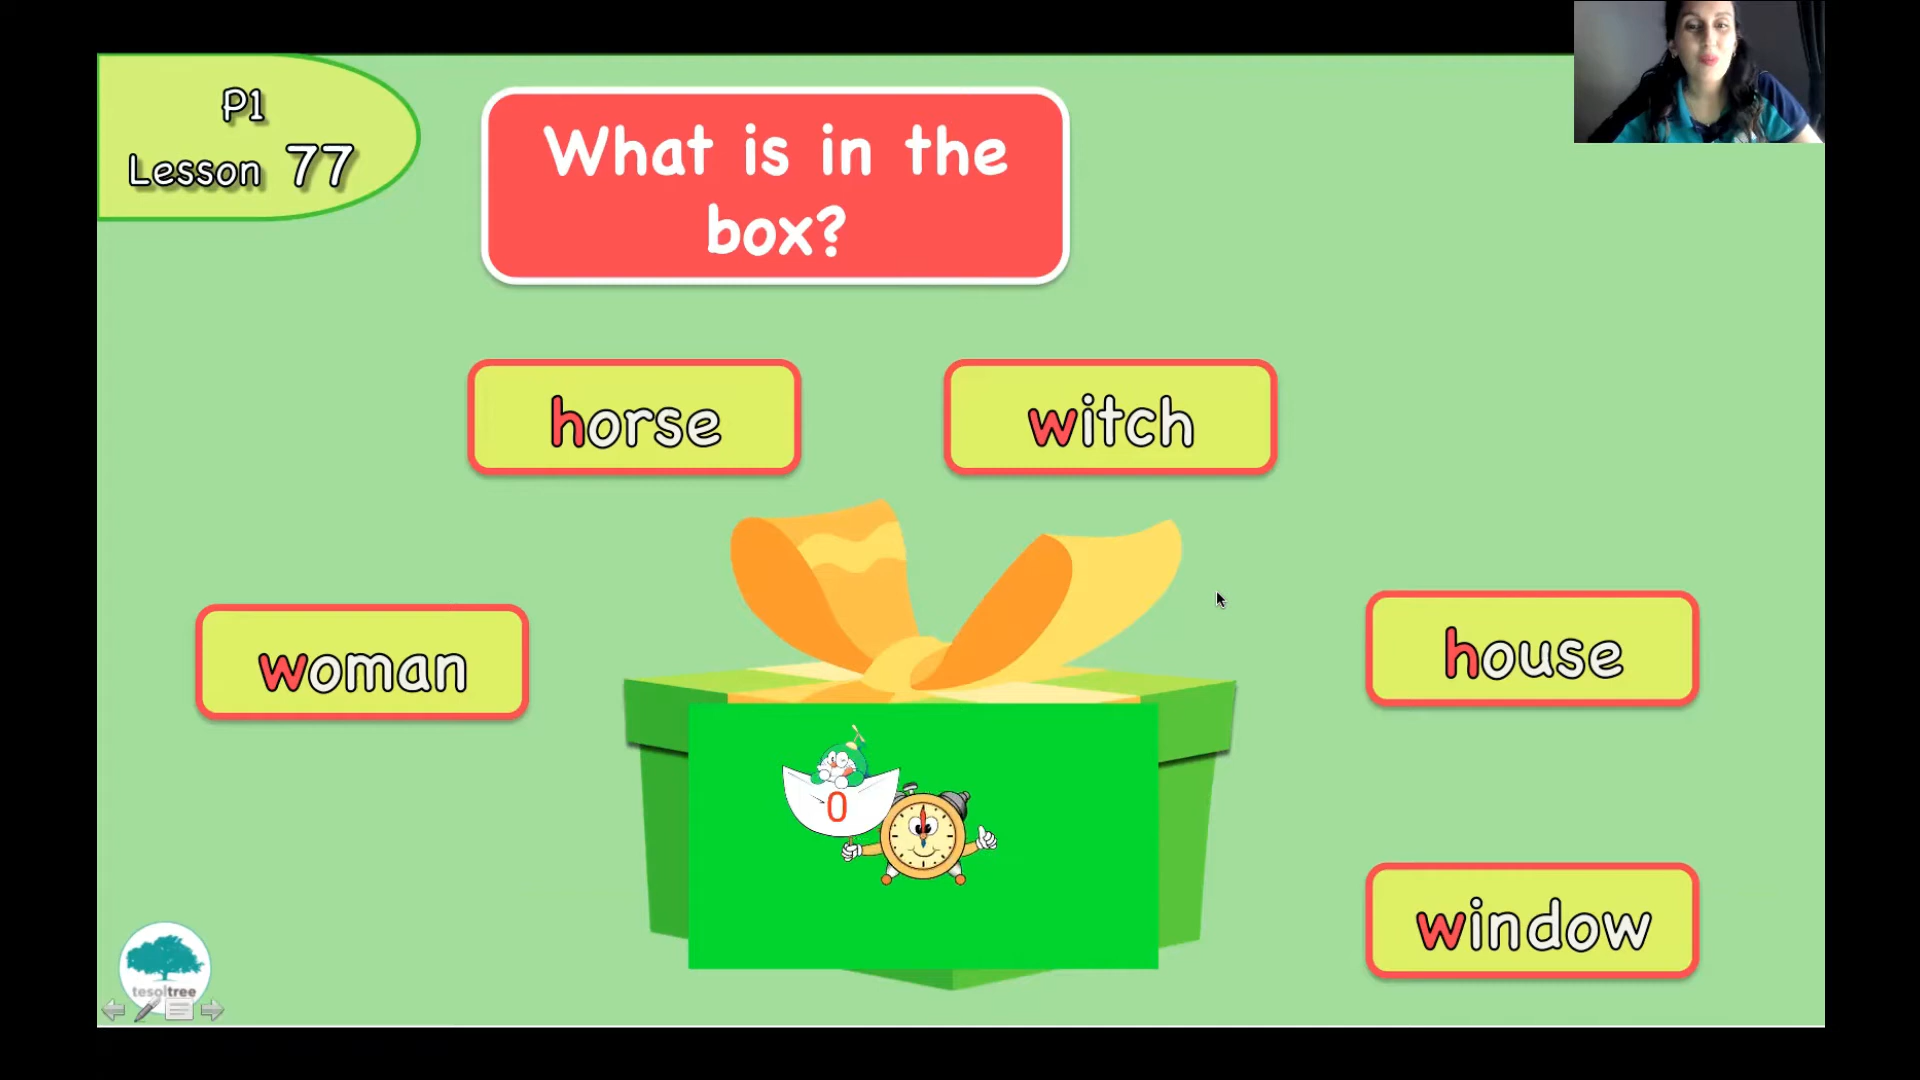 P1
Lesson 77
What is in the
box?
horse
witch
woman
house
0
window
tesoltree